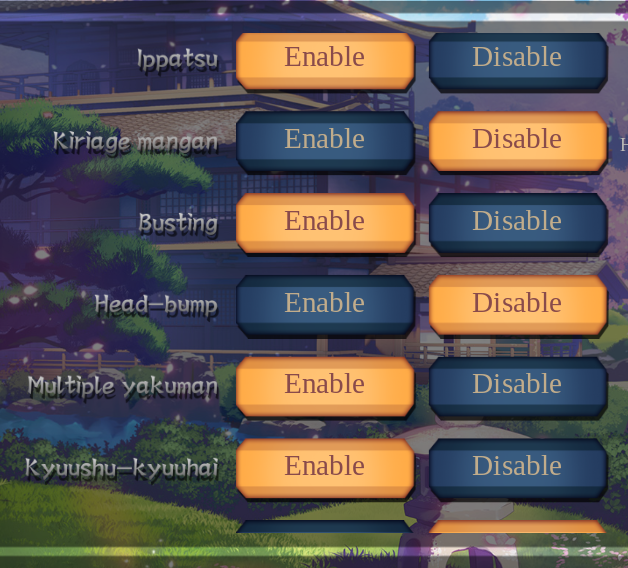 Ippatsu Enable Disable
Kiriage mangan Enable Disable H
Busting Enable Disable
Head-bump Enable Disable
Multiple yakuman Enable Disable
Kyuushu-kyuuhai Enable Disable